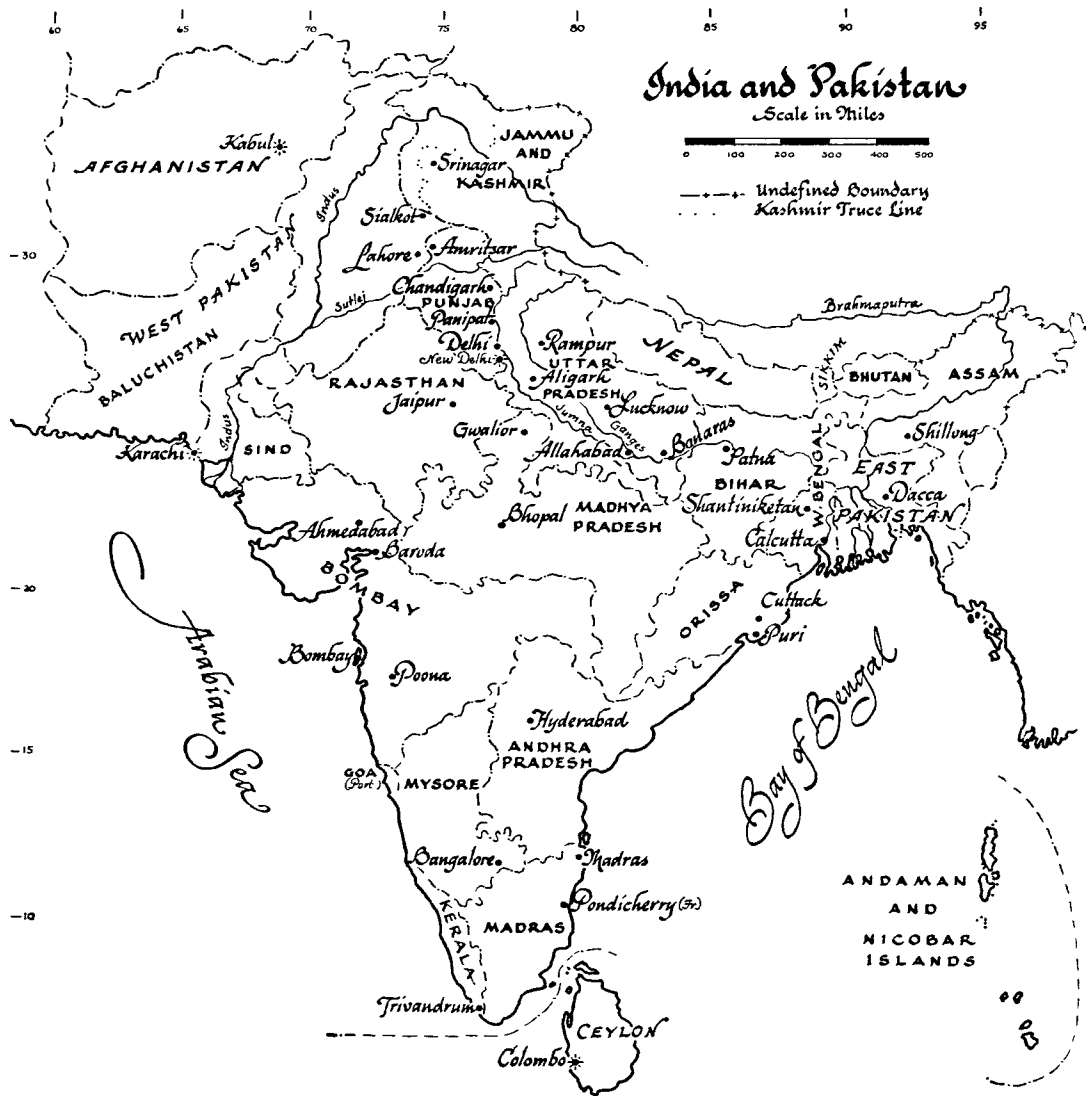 60 65 70 75 80 85 90 95
India and Pakistan
Scale in Miles
0 100 200 300 400 500
Undefined Boundary
Kashmir Truce Line
Kabul
AFGHANISTAN
JAMMU
AND
KASHMIR
Srinagar
Indus
Sialkot
30
Lahore
Amritsar
WEST PAKISTAN
BALUCHISTAN
Sutlej
Chandigarh
PUNJAB
Panipat
Delhi
New Delhi
Brahmaputra
Rampur
UTTAR
Aligarh
PRADESH
NEPAL
SIKKIM
BHUTAN
ASSAM
RAJASTHAN
Jaipur
Jumna
Ganges
Lucknow
Gwalior
Allahabad
Banaras
Patna
BIHAR
Shillong
Indus
Karachi
SIND
W. BENGAL
EAST
PAKISTAN
Dacca
Shantiniketan
Calcutta
Bhopal
MADHYA
PRADESH
Ahmedabad
Baroda
BOMBAY
20
ORISSA
Cuttack
Puri
Arabian
Sea
Bombay
Poona
Hyderabad
ANDHRA
PRADESH
Bay of Bengal
15
GOA
(Port.)
MYSORE
Bangalore
Madras
ANDAMAN
AND
NICOBAR
ISLANDS
10
KERALA
Pondicherry (Fr.)
MADRAS
Trivandrum
CEYLON
Colombo